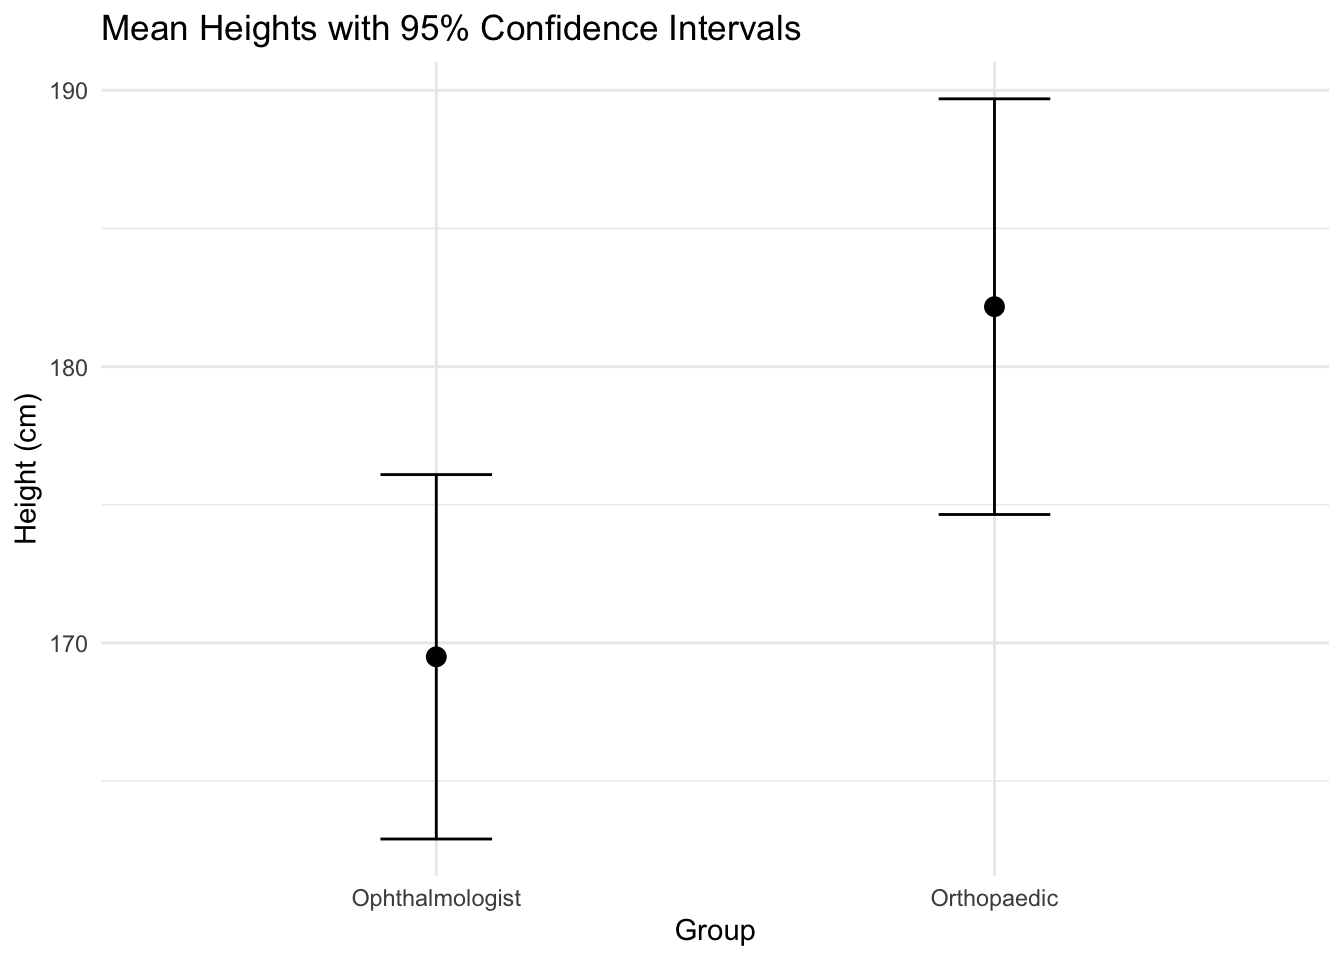 Mean Heights with 95% Confidence Intervals
190
180
170
Height (cm)
Ophthalmologist
Orthopaedic
Group